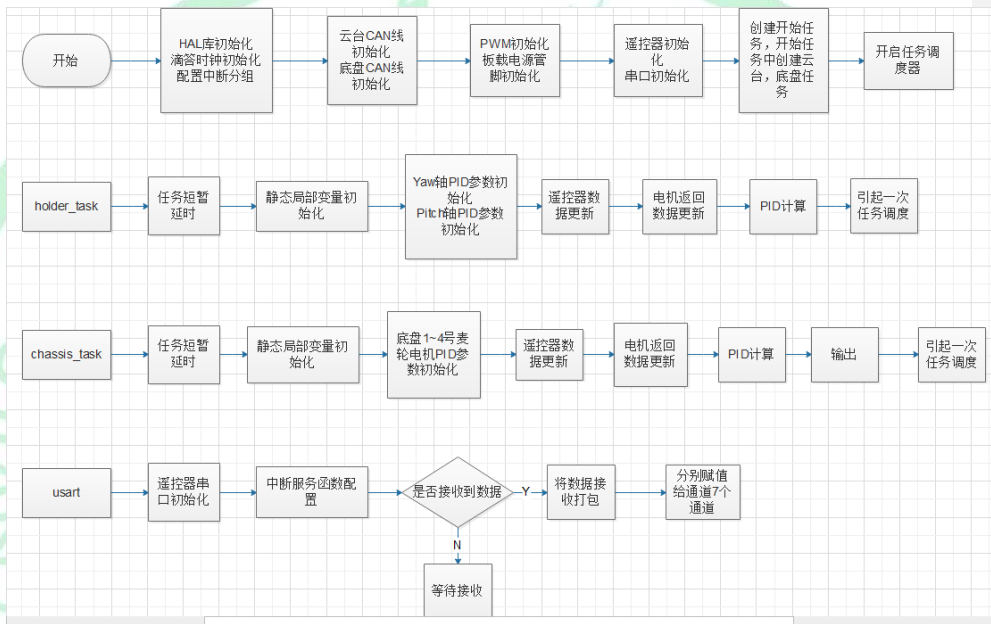 开始
HAL库初始化
滴答时钟初始化
配置中断分组
云台CAN线
初始化
底盘CAN线
初始化
PWM初始化
板载电源管
脚初始化
遥控器初始
化
串口初始化
创建开始任
务，开始任
务中创建云
台，底盘任
务
开启任务调
度器
holder_task
任务短暂
延时
静态局部变量初
始化
Yaw轴PID参数初
始化
Pitch轴PID参数
初始化
遥控器数
据更新
电机返回
数据更新
PID计算
引起一次
任务调度
chassis_task
任务短暂
延时
静态局部变量初
始化
底盘1~4号麦
轮电机PID参
数初始化
遥控器数
据更新
电机返回
数据更新
PID计算
输出
引起一次
任务调度
usart
遥控器串
口初始化
中断服务函数配
置
是否接收到数据
Y
将数据接
收打包
分别赋值
给通道7个
通道
N
等待接收